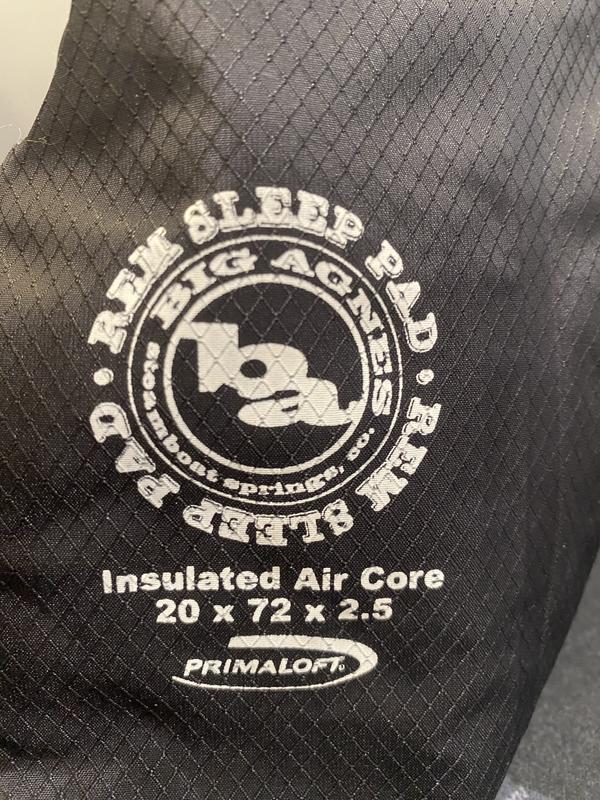 REM SLEEP PAD • REM SLEEP PAD •
BIG AGNES
ba
steamboat springs, co.
Insulated Air Core
20 x 72 x 2.5
PRIMALOFT®